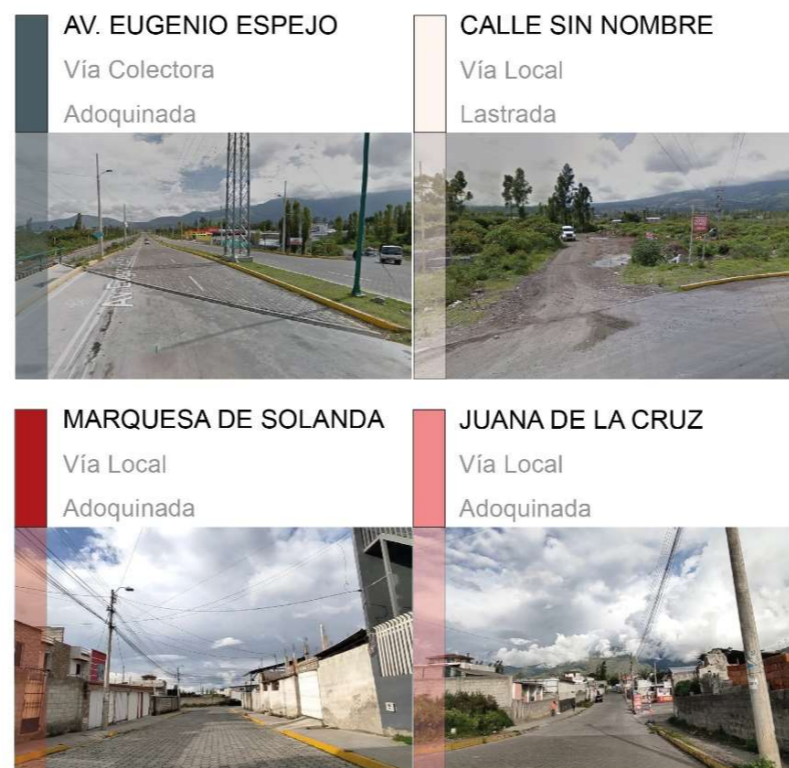 AV. EUGENIO ESPEJO
Vía Colectora
Adoquinada
CALLE SIN NOMBRE
Vía Local
Lastrada
MARQUESA DE SOLANDA
Vía Local
Adoquinada
JUANA DE LA CRUZ
Vía Local
Adoquinada